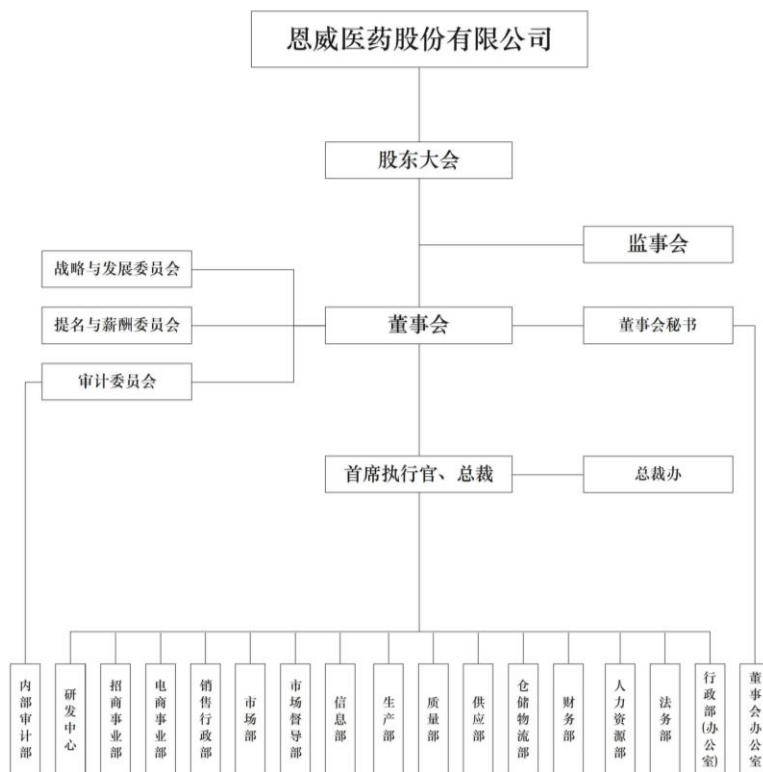 恩威医药股份有限公司
股东大会
监事会
战略与发展委员会
提名与薪酬委员会
董事会
董事会秘书
审计委员会
首席执行官、总裁
总裁办
内部审计部
研发中心
招商事业部
电商事业部
销售行政部
市场部
市场督导部
信息部
生产部
质量部
供应部
仓储物流部
财务部
人力资源部
法务部
行政部(办公室)
董事会办公室